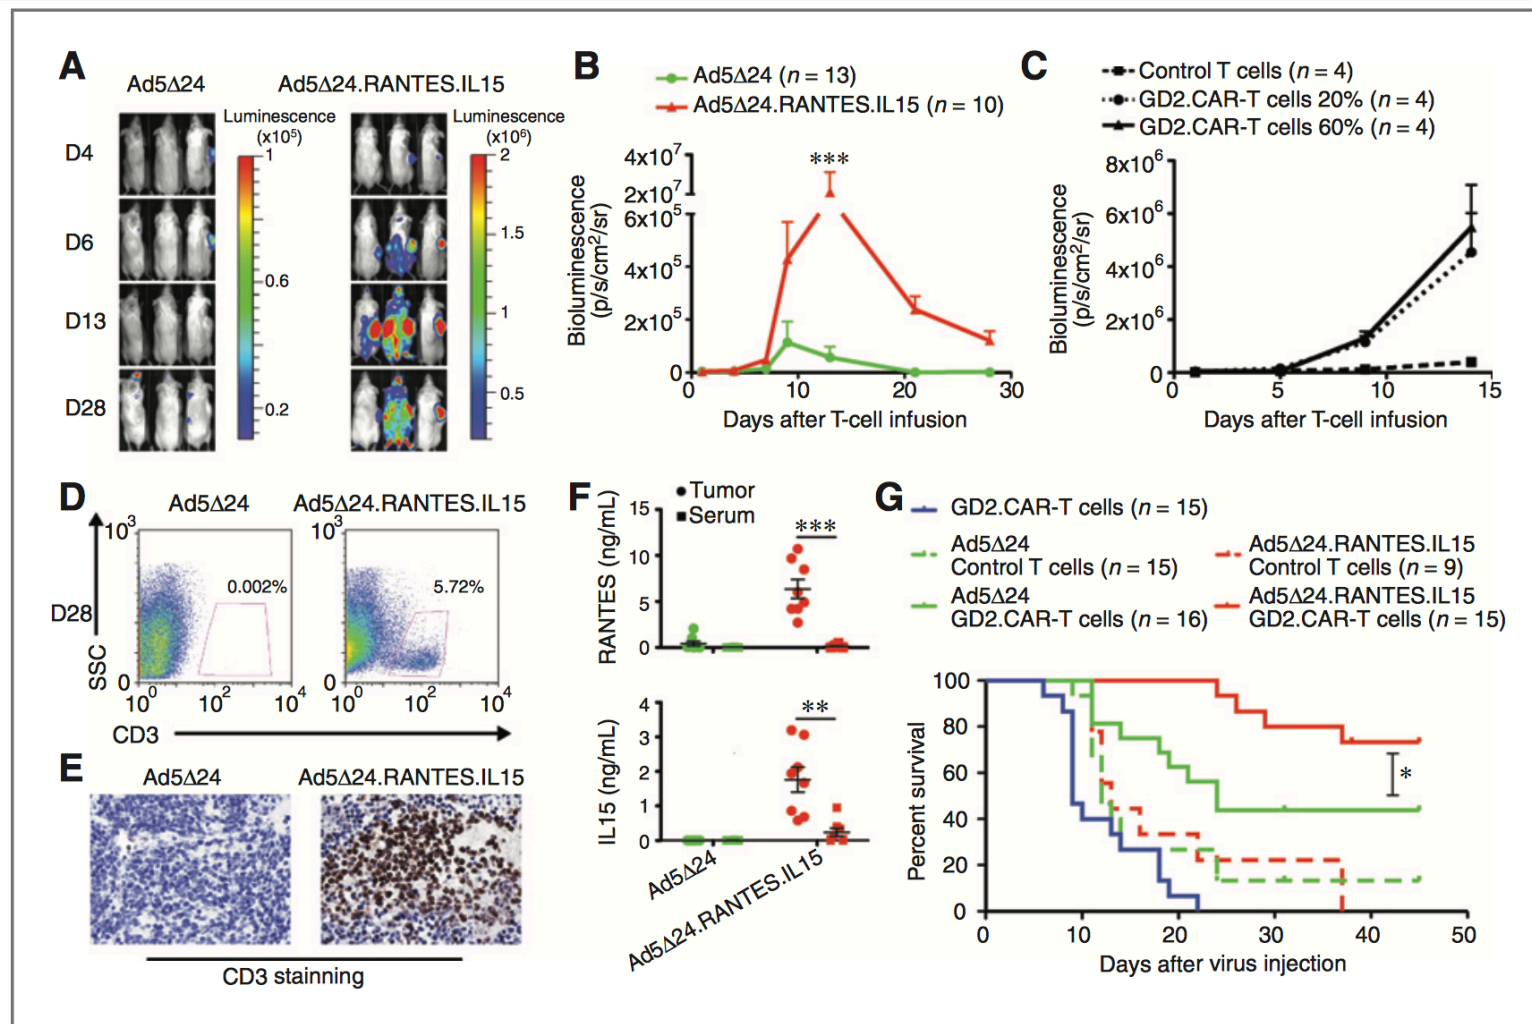 A
Ad5Δ24
Ad5Δ24.RANTES.IL15
Luminescence
(x10⁵)
Luminescence
(x10⁶)
D4
D6
D13
D28
1
0.6
0.2
2
1.5
1
0.5
B
Ad5Δ24 (n = 13)
Ad5Δ24.RANTES.IL15 (n = 10)
***
Bioluminescence
(p/s/cm²/sr)
4x10⁷
2x10⁷
6x10⁵
4x10⁵
2x10⁵
0
0 10 20 30
Days after T-cell infusion
C
Control T cells (n = 4)
GD2.CAR-T cells 20% (n = 4)
GD2.CAR-T cells 60% (n = 4)
Bioluminescence
(p/s/cm²/sr)
8x10⁶
6x10⁶
4x10⁶
2x10⁶
0
0 5 10 15
Days after T-cell infusion
D
Ad5Δ24
Ad5Δ24.RANTES.IL15
D28
SSC
10³
0
0.002%
10⁰ 10² 10⁴
10³
0
5.72%
10⁰ 10² 10⁴
CD3
E
Ad5Δ24
Ad5Δ24.RANTES.IL15
CD3 stainning
F
Tumor
Serum
RANTES (ng/mL)
15
10
5
0
***
IL15 (ng/mL)
4
3
2
1
0
**
Ad5Δ24
Ad5Δ24.RANTES.IL15
G
GD2.CAR-T cells (n = 15)
Ad5Δ24
Control T cells (n = 15)
Ad5Δ24
GD2.CAR-T cells (n = 16)
Ad5Δ24.RANTES.IL15
Control T cells (n = 9)
Ad5Δ24.RANTES.IL15
GD2.CAR-T cells (n = 15)
Percent survival
100
80
60
40
20
0
*
0 10 20 30 40 50
Days after virus injection